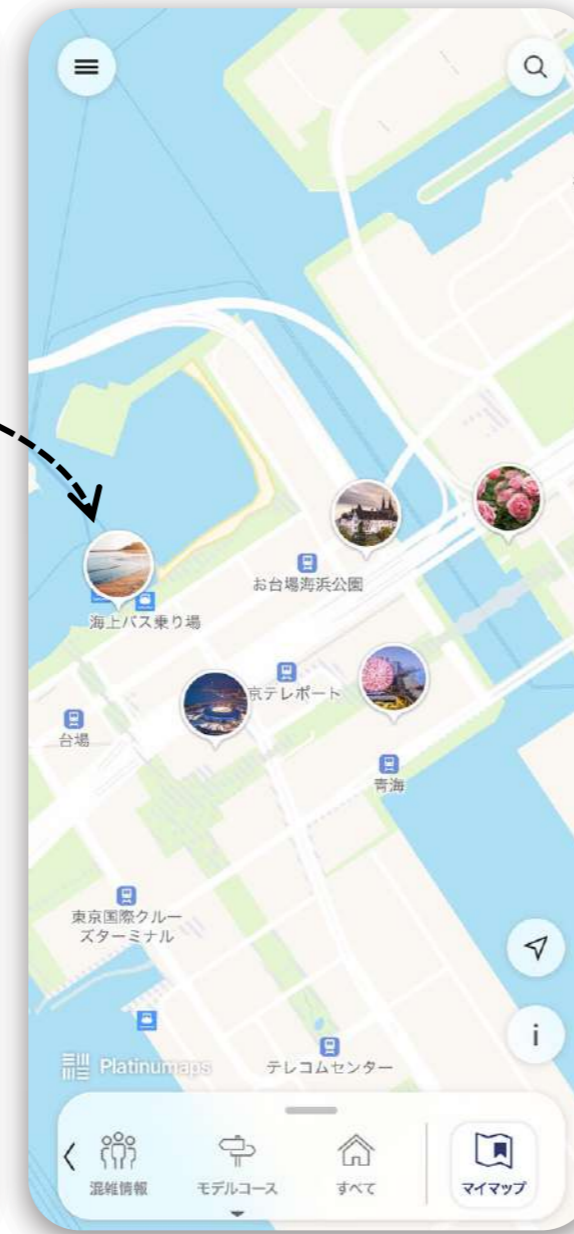 お台場海浜公園
海上バス乗り場
京テレポート
台場
青海
東京国際クルー
ズターミナル
Platinumaps
テレコムセンター
i
混雑情報
モデルコース
すべて
マイマップ